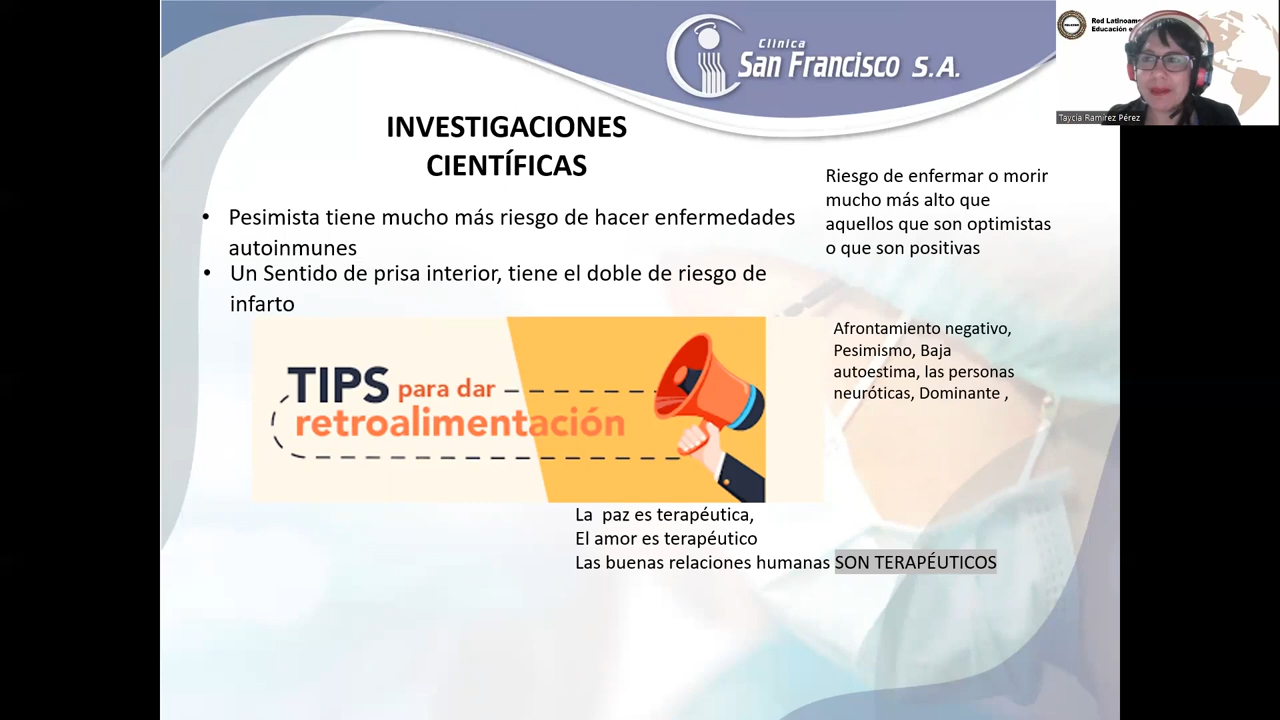 Clínica
San Francisco S.A.
Red Latinoame
Educación e
Taycia Ramírez Pérez
INVESTIGACIONES
CIENTÍFICAS
• Pesimista tiene mucho más riesgo de hacer enfermedades
autoinmunes
• Un Sentido de prisa interior, tiene el doble de riesgo de
infarto
Riesgo de enfermar o morir
mucho más alto que
aquellos que son optimistas
o que son positivas
TIPS para dar
retroalimentación
Afrontamiento negativo,
Pesimismo, Baja
autoestima, las personas
neuróticas, Dominante ,
La  paz es terapéutica,
El amor es terapéutico
Las buenas relaciones humanas SON TERAPÉUTICOS